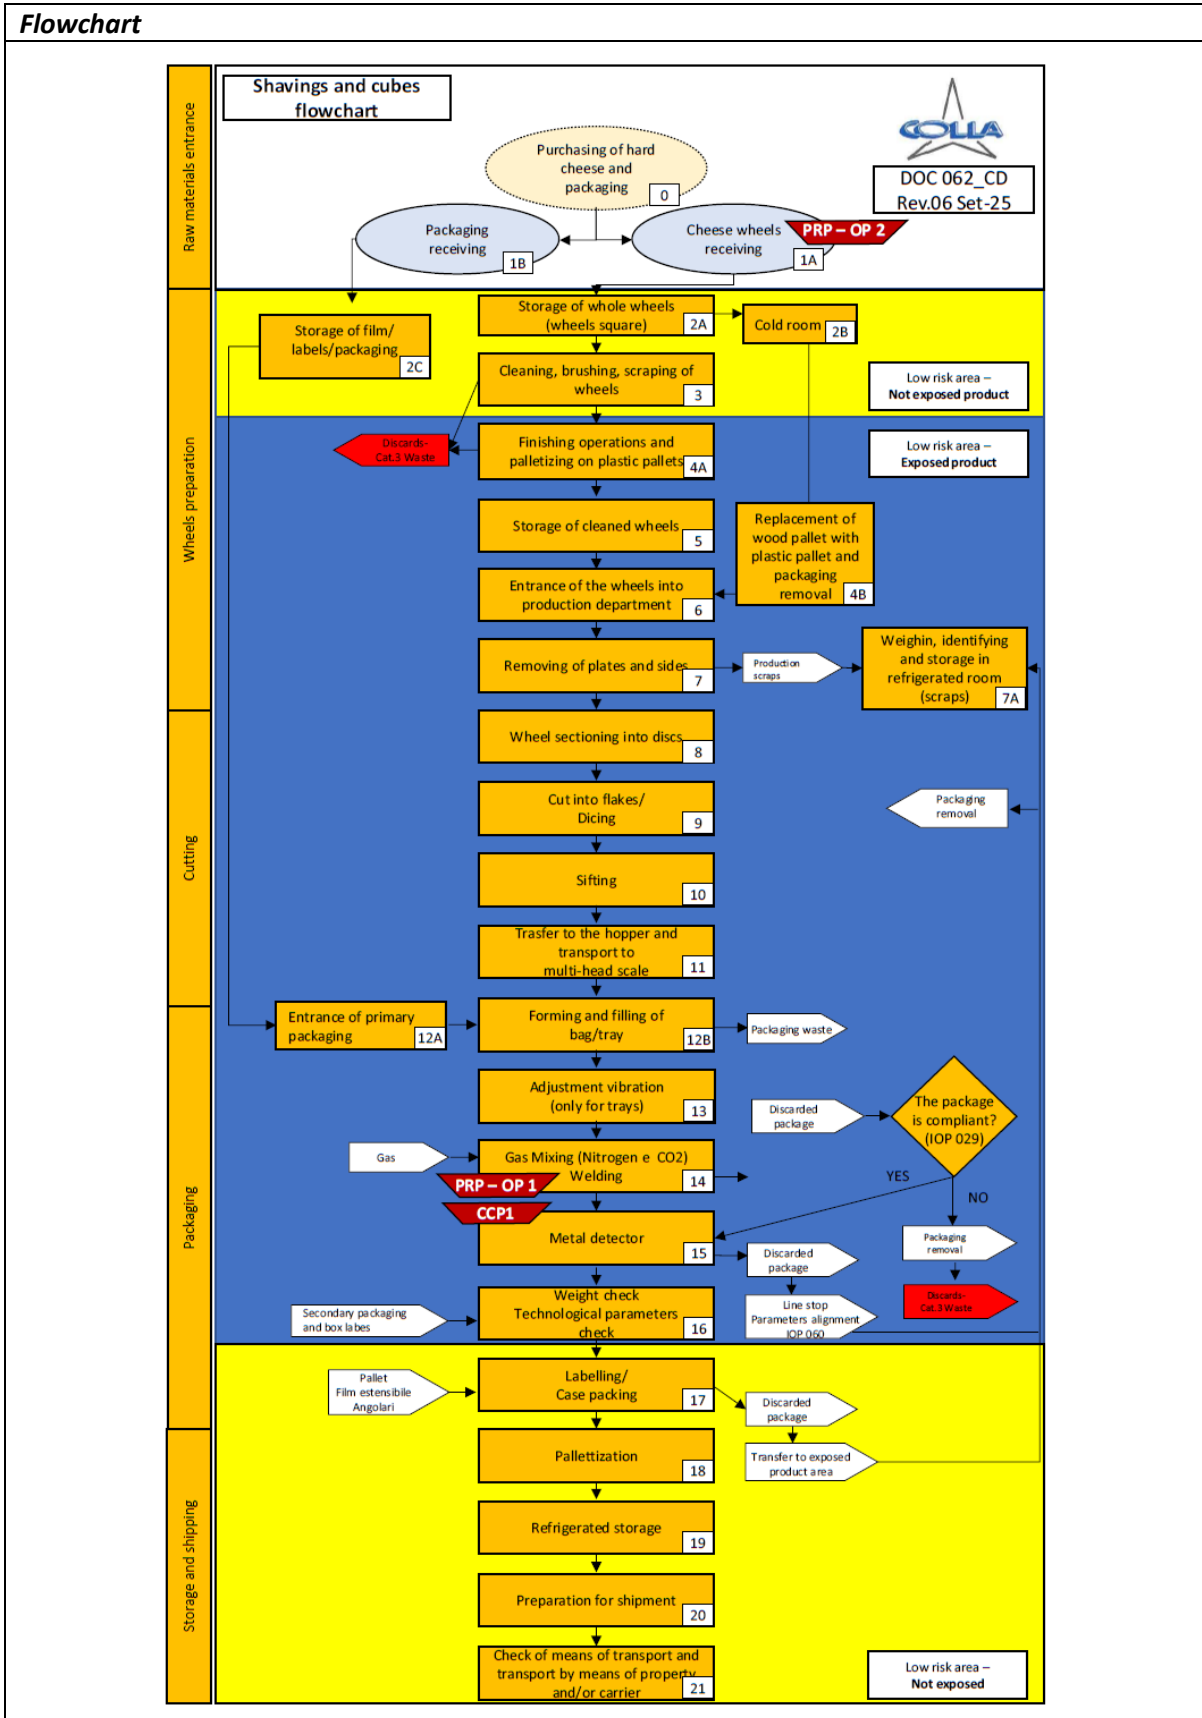 Flowchart
Raw materials entrance
Shavings and cubes
flowchart
COLLA
DOC 062_CD
Rev.06 Set-25
Purchasing of hard
cheese and
packaging
0
Packaging
receiving
1B
Cheese wheels
receiving
1A
PRP – OP 2
Wheels preparation
Storage of film/
labels/packaging
2C
Storage of whole wheels
(wheels square)
2A
Cold room
2B
Cleaning, brushing, scraping of
wheels
3
Low risk area –
Not exposed product
Discards-
Cat.3 Waste
Finishing operations and
palletizing on plastic pallets
4A
Low risk area –
Exposed product
Storage of cleaned wheels
5
Replacement of
wood pallet with
plastic pallet and
packaging
removal
4B
Entrance of the wheels into
production department
6
Removing of plates and sides
7
Production
scraps
Weighin, identifying
and storage in
refrigerated room
(scraps)
7A
Cutting
Wheel sectioning into discs
8
Cut into flakes/
Dicing
9
Packaging
removal
Sifting
10
Trasfer to the hopper and
transport to
multi-head scale
11
Packaging
Entrance of primary
packaging
12A
Forming and filling of
bag/tray
12B
Packaging waste
Adjustment vibration
(only for trays)
13
Discarded
package
The package
is compliant?
(IOP 029)
Gas
Gas Mixing (Nitrogen e CO2)
Welding
14
PRP – OP 1
CCP1
YES
NO
Metal detector
15
Discarded
package
Packaging
removal
Discards-
Cat.3 Waste
Secondary packaging
and box labes
Weight check
Technological parameters
check
16
Line stop
Parameters alignment
IOP 060
Pallet
Film estensibile
Angolari
Labelling/
Case packing
17
Discarded
package
Storage and shipping
Pallettization
18
Transfer to exposed
product area
Refrigerated storage
19
Preparation for shipment
20
Check of means of transport and
transport by means of property
and/or carrier
21
Low risk area –
Not exposed